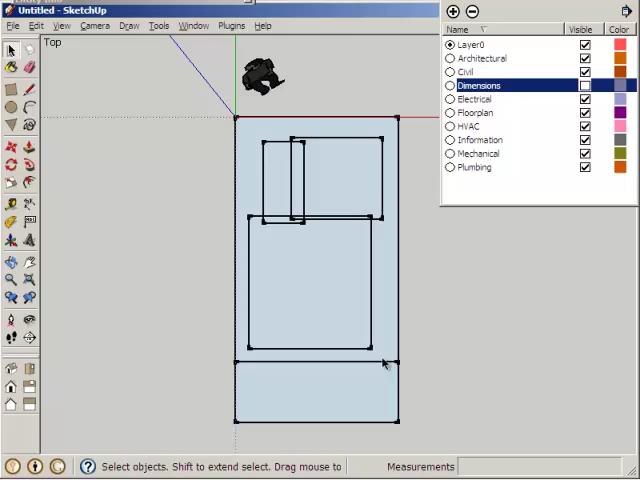 Untitled - SketchUp
File Edit View Camera Draw Tools Window Plugins Help
Top
Name Visible Color
Layer0
Architectural
Civil
Dimensions
Electrical
Floorplan
HVAC
Information
Mechanical
Plumbing
Select objects. Shift to extend select. Drag mouse to
Measurements